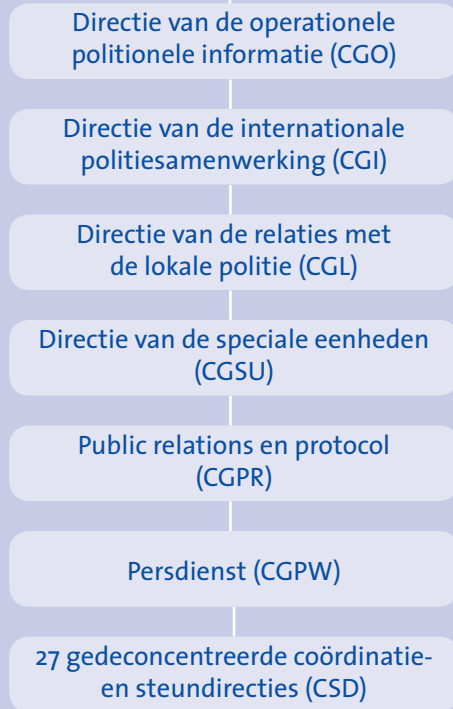 Directie van de operationele
politionele informatie (CGO)
Directie van de internationale
politiesamenwerking (CGI)
Directie van de relaties met
de lokale politie (CGL)
Directie van de speciale eenheden
(CGSU)
Public relations en protocol
(CGPR)
Persdienst (CGPW)
27 gedeconcentreerde coördinatie-
en steundirecties (CSD)